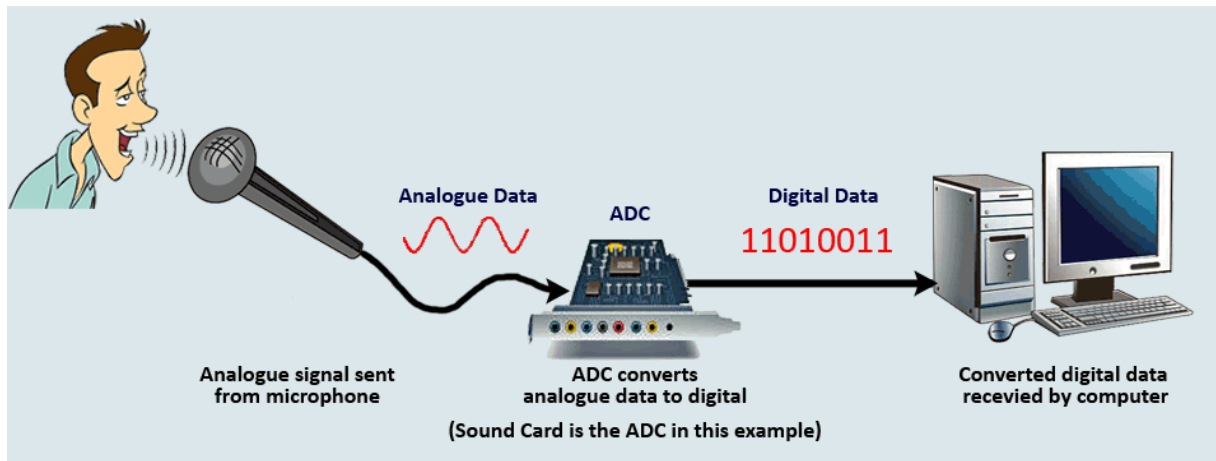 Analogue Data
ADC
Digital Data
11010011
Analogue signal sent
from microphone
ADC converts
analogue data to digital
(Sound Card is the ADC in this example)
Converted digital data
recevied by computer